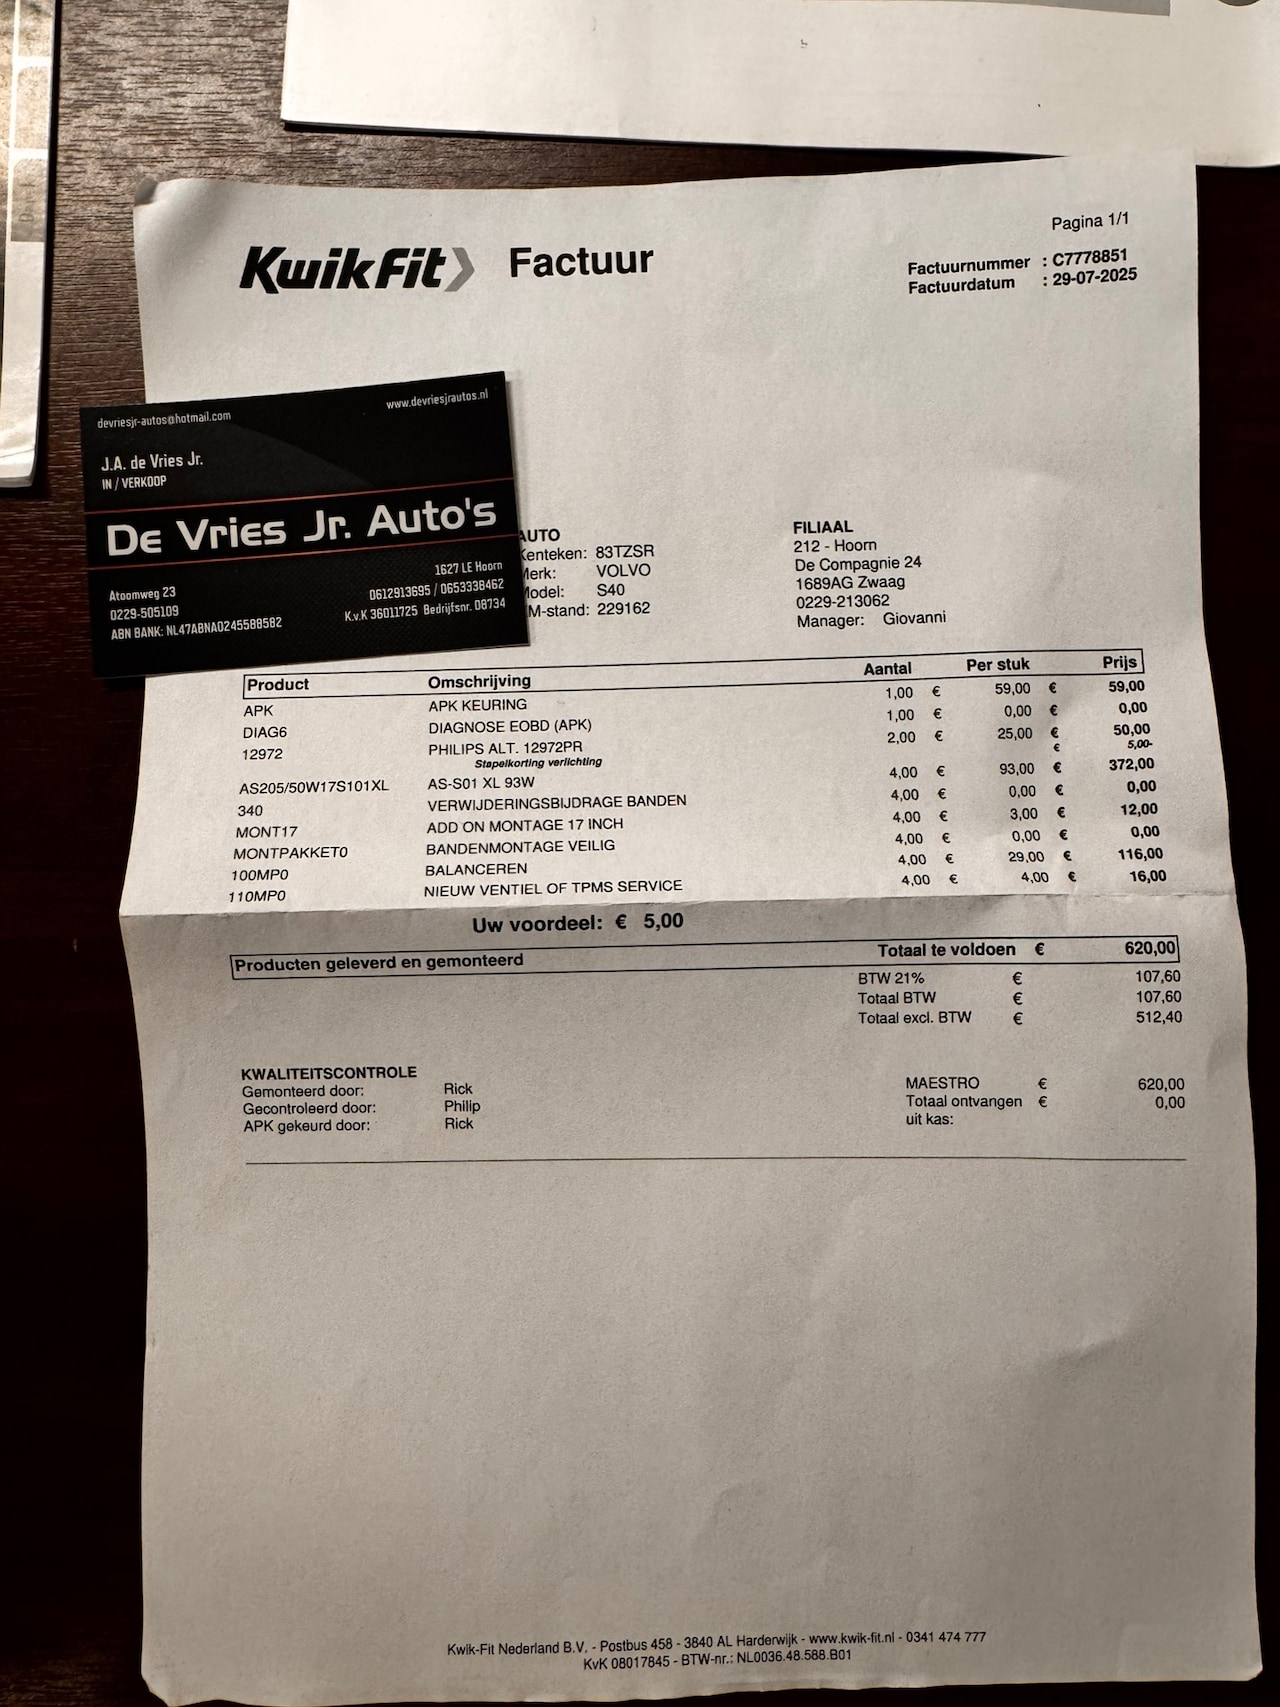 Pagina 1/1
KwikFit Factuur
Factuurnummer : C7778851
Factuurdatum : 29-07-2025
devriesjr-autos@hotmail.com www.devriesjrautos.nl
J.A. de Vries Jr.
IN / VERKOOP
De Vries Jr. Auto's
Atoomweg 23 1627 LE Hoorn
0229-505109 0612913695 / 0653338462
ABN BANK: NL47ABNA0245588582 K.v.K 36011725 Bedrijfsnr. 08734
AUTO
Kenteken: 83TZSR
Merk: VOLVO
Model: S40
KM-stand: 229162
FILIAAL
212 - Hoorn
De Compagnie 24
1689AG Zwaag
0229-213062
Manager: Giovanni
Product Omschrijving Aantal Per stuk Prijs
APK APK KEURING 1,00 € 59,00 € 59,00
DIAG6 DIAGNOSE EOBD (APK) 1,00 € 0,00 € 0,00
12972 PHILIPS ALT. 12972PR 2,00 € 25,00 € 50,00
Stapelkorting verlichting € 5,00-
AS205/50W17S101XL AS-S01 XL 93W 4,00 € 93,00 € 372,00
340 VERWIJDERINGSBIJDRAGE BANDEN 4,00 € 0,00 € 0,00
MONT17 ADD ON MONTAGE 17 INCH 4,00 € 3,00 € 12,00
MONTPAKKET0 BANDENMONTAGE VEILIG 4,00 € 0,00 € 0,00
100MP0 BALANCEREN 4,00 € 29,00 € 116,00
110MP0 NIEUW VENTIEL OF TPMS SERVICE 4,00 € 4,00 € 16,00
Uw voordeel: € 5,00
Producten geleverd en gemonteerd Totaal te voldoen € 620,00
BTW 21% € 107,60
Totaal BTW € 107,60
Totaal excl. BTW € 512,40
KWALITEITSCONTROLE
Gemonteerd door: Rick
Gecontroleerd door: Philip
APK gekeurd door: Rick
MAESTRO € 620,00
Totaal ontvangen € 0,00
uit kas:
Kwik-Fit Nederland B.V. - Postbus 458 - 3840 AL Harderwijk - www.kwik-fit.nl - 0341 474 777
KvK 08017845 - BTW-nr.: NL0036.48.588.B01